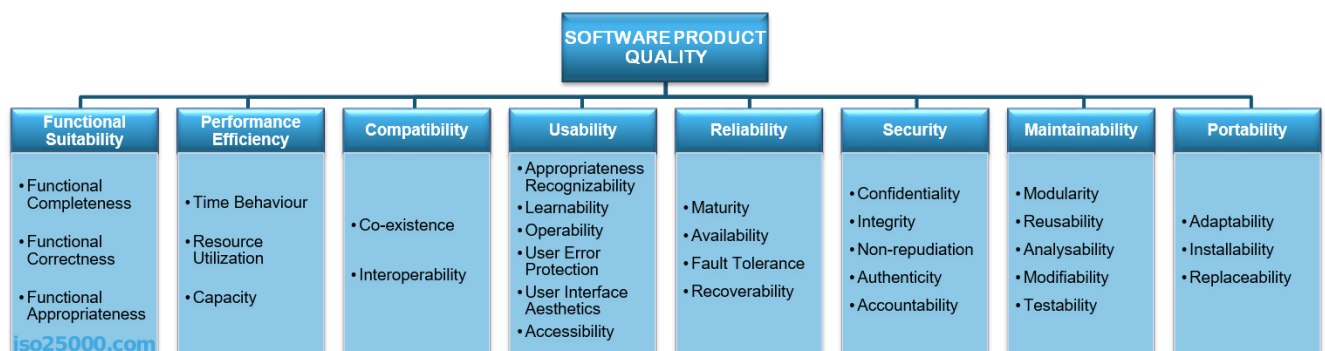 SOFTWARE PRODUCT
QUALITY
Functional
Suitability
• Functional
Completeness
• Functional
Correctness
• Functional
Appropriateness
Performance
Efficiency
• Time Behaviour
• Resource
Utilization
• Capacity
Compatibility
• Co-existence
• Interoperability
Usability
• Appropriateness
Recognizability
• Learnability
• Operability
• User Error
Protection
• User Interface
Aesthetics
• Accessibility
Reliability
• Maturity
• Availability
• Fault Tolerance
• Recoverability
Security
• Confidentiality
• Integrity
• Non-repudiation
• Authenticity
• Accountability
Maintainability
• Modularity
• Reusability
• Analysability
• Modifiability
• Testability
Portability
• Adaptability
• Installability
• Replaceability
iso25000.com